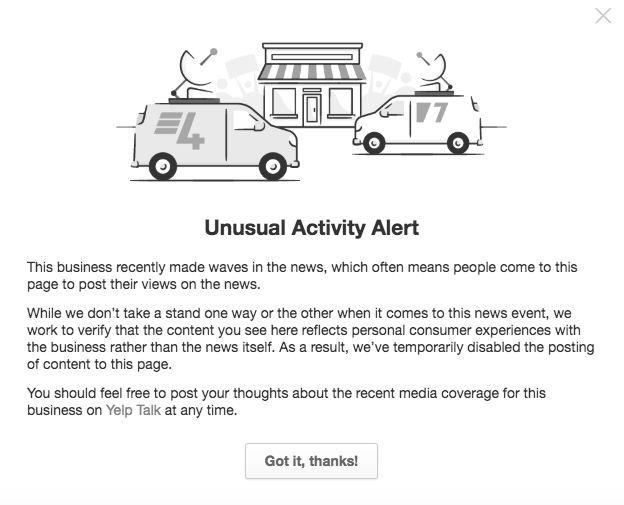 4
7
Unusual Activity Alert
This business recently made waves in the news, which often means people come to this
page to post their views on the news.
While we don’t take a stand one way or the other when it comes to this news event, we
work to verify that the content you see here reflects personal consumer experiences with
the business rather than the news itself. As a result, we’ve temporarily disabled the posting
of content to this page.
You should feel free to post your thoughts about the recent media coverage for this
business on Yelp Talk at any time.
Got it, thanks!